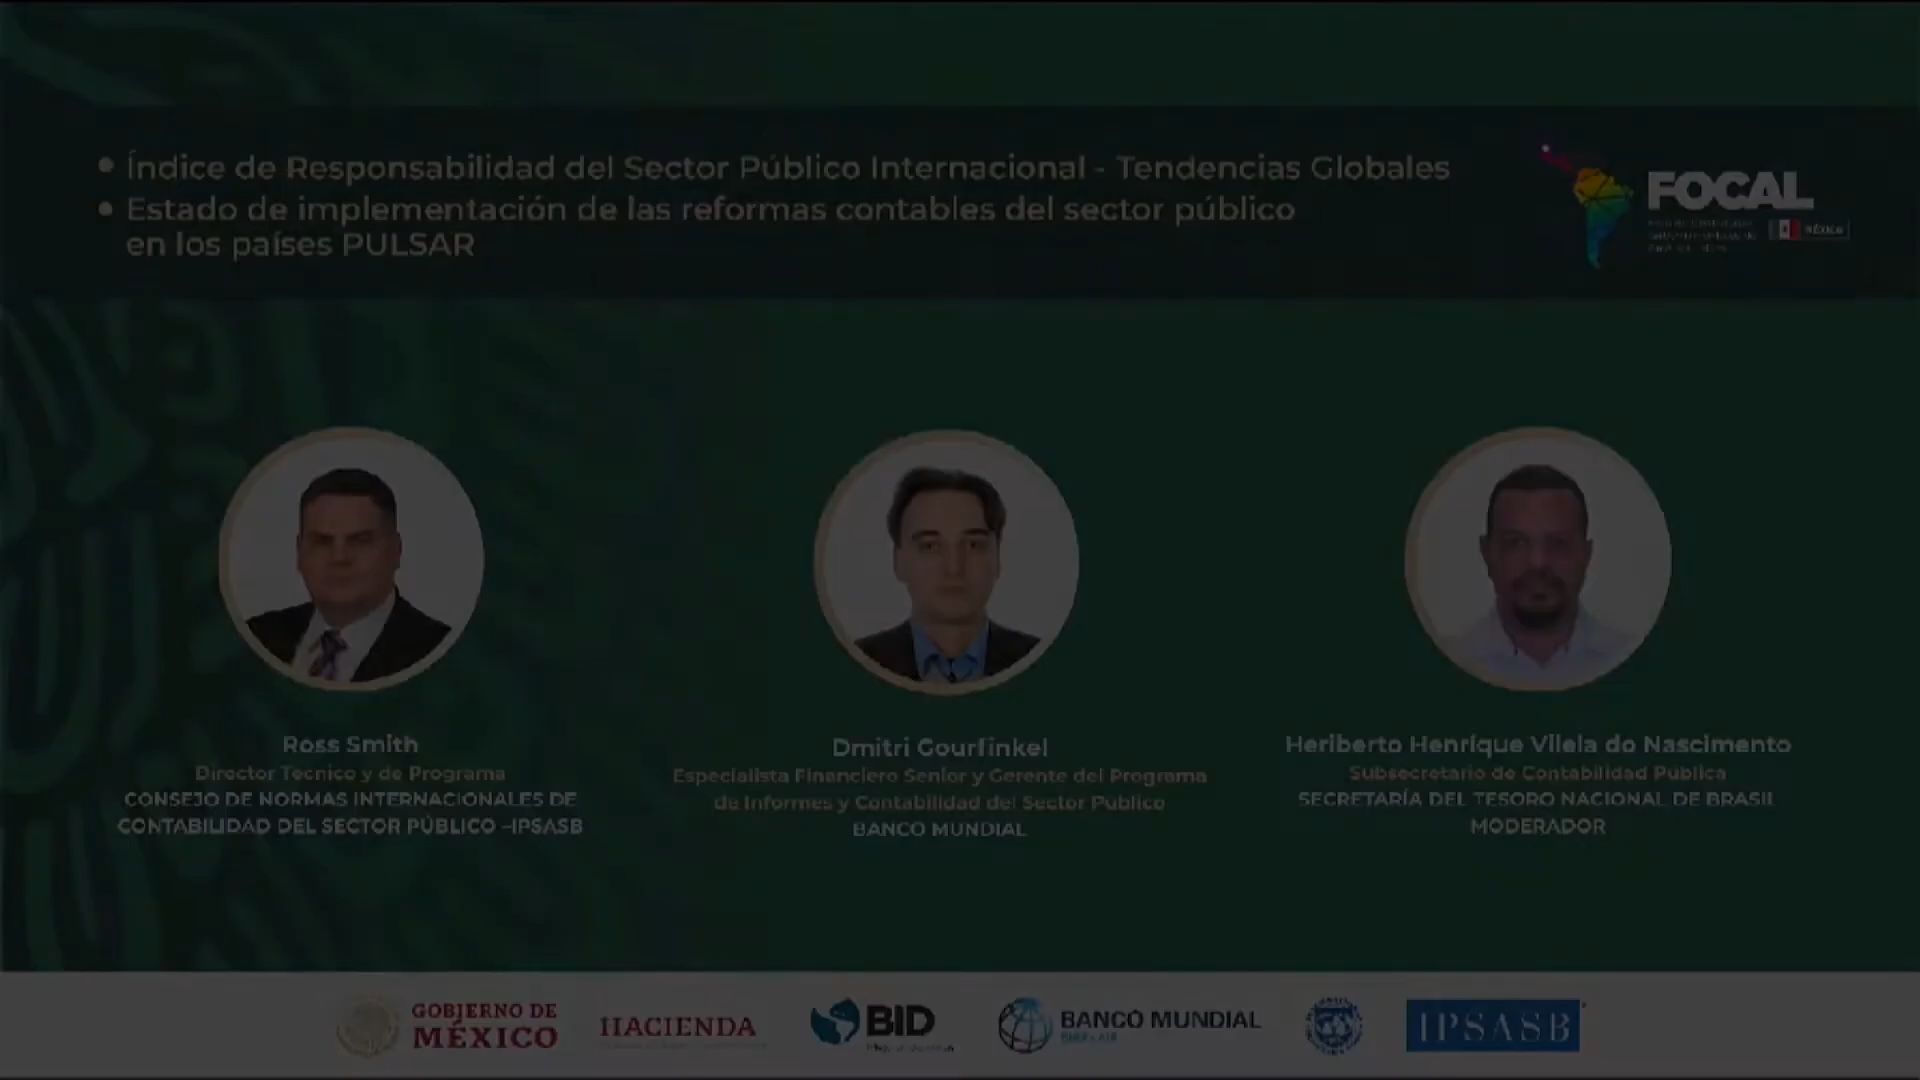 • Índice de Responsabilidad del Sector Público Internacional - Tendencias Globales
• Estado de implementación de las reformas contables del sector público
en los países PULSAR
FOCAL
MÉXICO
Ross Smith
Director Tecnico y de Programa
CONSEJO DE NORMAS INTERNACIONALES DE
CONTABILIDAD DEL SECTOR PÚBLICO –IPSASB
Dmitri Gourfinkel
Especialista Financiero Senior y Gerente del Programa
de Informes y Contabilidad del Sector Público
BANCO MUNDIAL
Heriberto Henrique Vilela do Nascimento
Subsecretario de Contabilidad Pública
SECRETARÍA DEL TESORO NACIONAL DE BRASIL
MODERADOR
GOBIERNO DE
MÉXICO
HACIENDA
BID
BANCO MUNDIAL
IPSASB